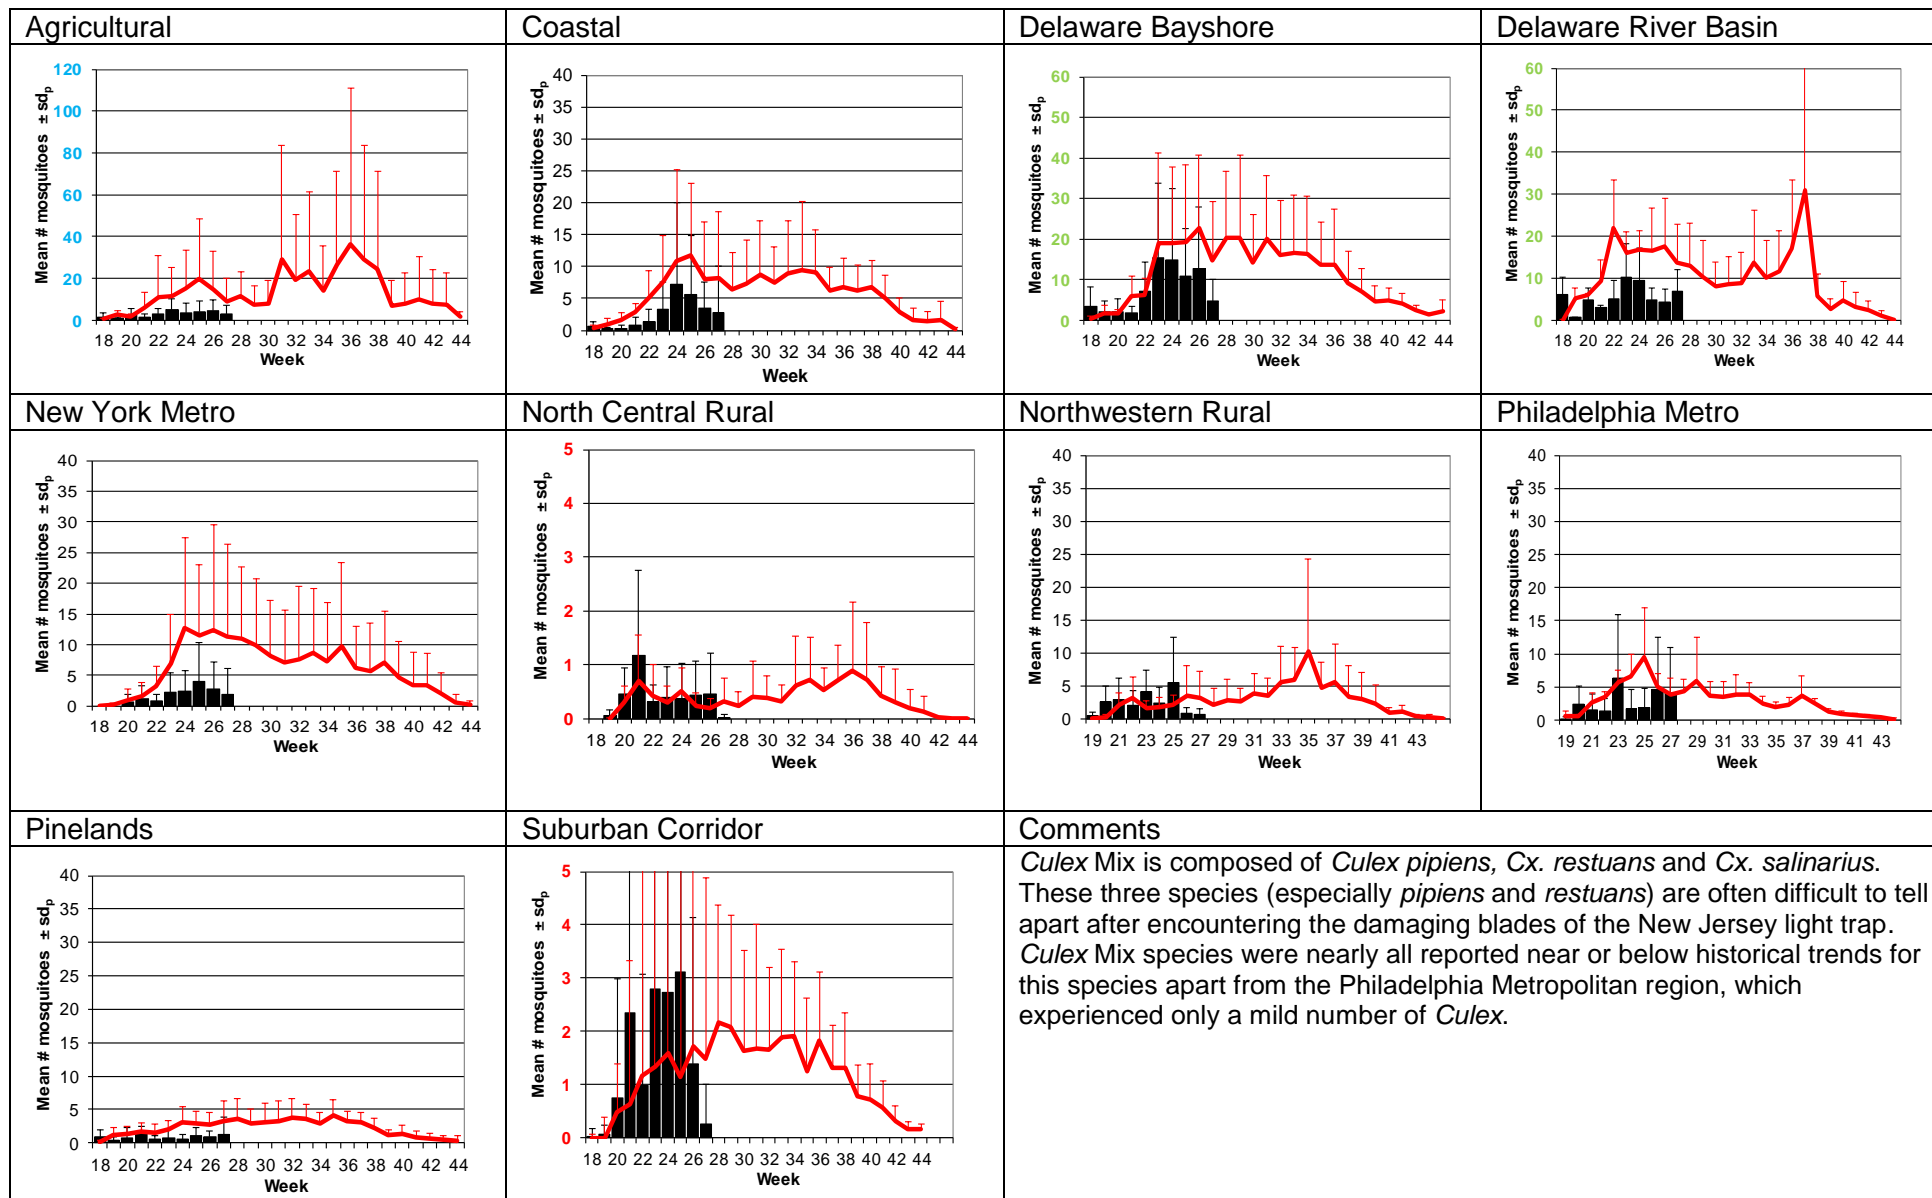 Agricultural
Coastal
Delaware Bayshore
Delaware River Basin
Mean # mosquitoes ± sdp
120
100
80
60
40
20
0
18 20 22 24 26 28 30 32 34 36 38 40 42 44
Week
Mean # mosquitoes ± sdp
40
35
30
25
20
15
10
5
0
18 20 22 24 26 28 30 32 34 36 38 40 42 44
Week
Mean # mosquitoes ± sdp
60
50
40
30
20
10
0
18 20 22 24 26 28 30 32 34 36 38 40 42 44
Week
Mean # mosquitoes ± sdp
60
50
40
30
20
10
0
18 20 22 24 26 28 30 32 34 36 38 40 42 44
Week
New York Metro
North Central Rural
Northwestern Rural
Philadelphia Metro
Mean # mosquitoes ± sdp
40
35
30
25
20
15
10
5
0
18 20 22 24 26 28 30 32 34 36 38 40 42 44
Week
Mean # mosquitoes ± sdp
5
4
3
2
1
0
18 20 22 24 26 28 30 32 34 36 38 40 42 44
Week
Mean # mosquitoes ± sdp
40
35
30
25
20
15
10
5
0
19 21 23 25 27 29 31 33 35 37 39 41 43
Week
Mean # mosquitoes ± sdp
40
35
30
25
20
15
10
5
0
19 21 23 25 27 29 31 33 35 37 39 41 43
Week
Pinelands
Suburban Corridor
Comments
Mean # mosquitoes ± sdp
40
35
30
25
20
15
10
5
0
18 20 22 24 26 28 30 32 34 36 38 40 42 44
Week
Mean # mosquitoes ± sdp
5
4
3
2
1
0
18 20 22 24 26 28 30 32 34 36 38 40 42 44
Week
Culex Mix is composed of Culex pipiens, Cx. restuans and Cx. salinarius.
These three species (especially pipiens and restuans) are often difficult to tell
apart after encountering the damaging blades of the New Jersey light trap.
Culex Mix species were nearly all reported near or below historical trends for
this species apart from the Philadelphia Metropolitan region, which
experienced only a mild number of Culex.